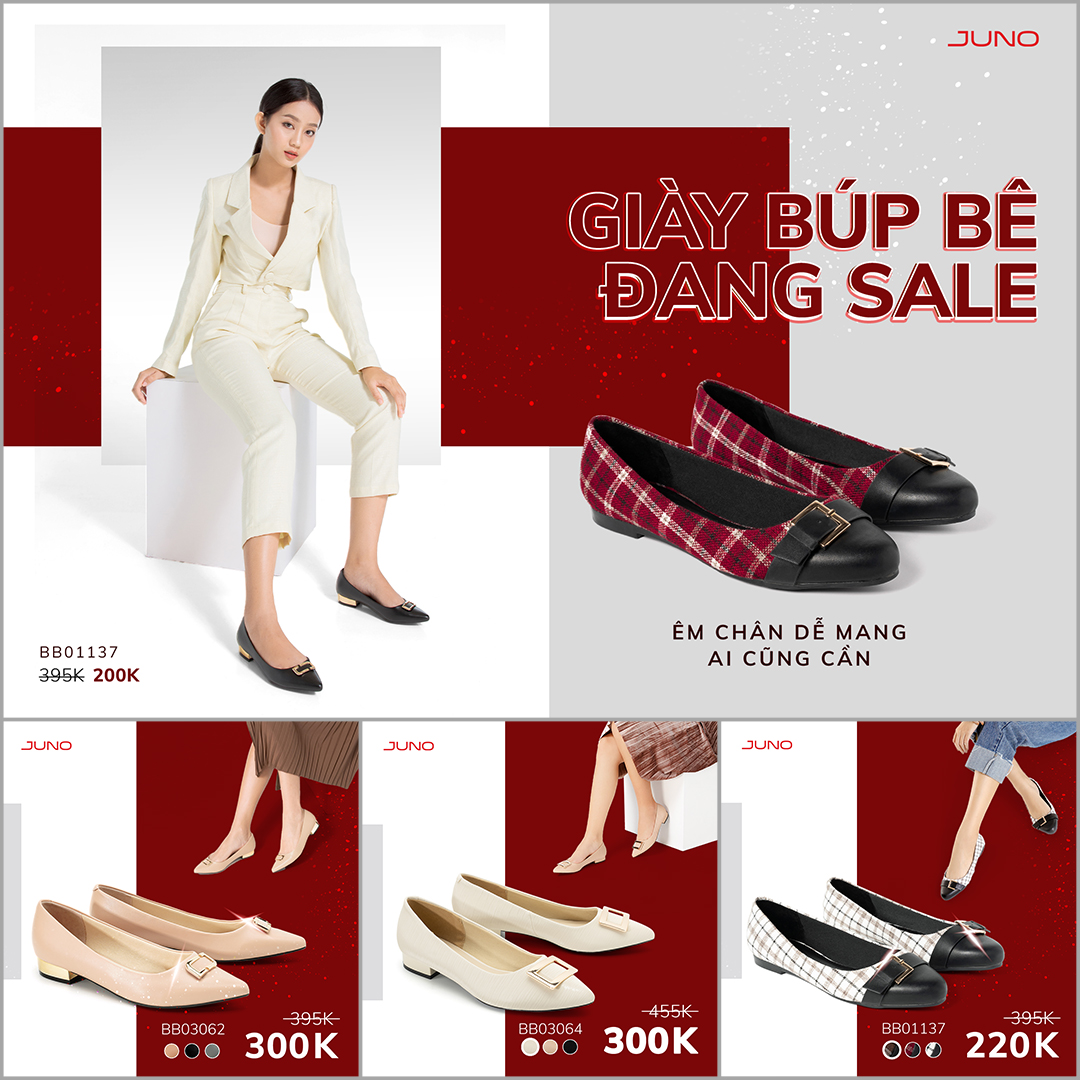 JUNO
GIÀY BÚP BÊ
ĐANG SALE
ÊM CHÂN DỄ MANG
AI CŨNG CẦN
BB01137
395K 200K
JUNO
395K
BB03062
300K
JUNO
455K
BB03064
300K
JUNO
395K
BB01137
220K